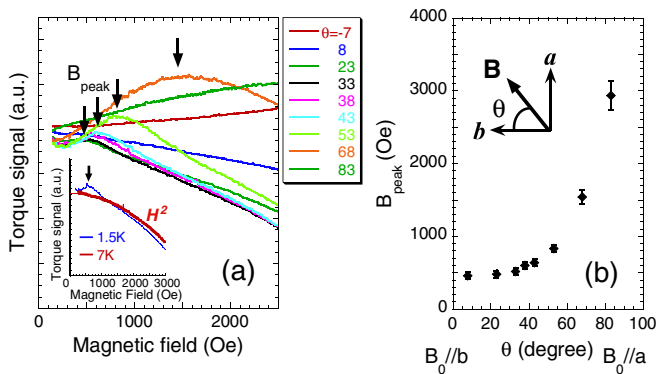 Torque signal (a.u.)
B
peak
Torque signal (a.u.)
H²
1.5K
7K
0
1000
2000
3000
Magnetic Field (Oe)
(a)
0
1000
2000
Magnetic field (Oe)
θ=-7
8
23
33
38
43
53
68
83
B_peak (Oe)
4000
3000
2000
1000
0
B
θ
a
b
(b)
0
20
40
60
80
100
B₀//b
θ (degree)
B₀//a